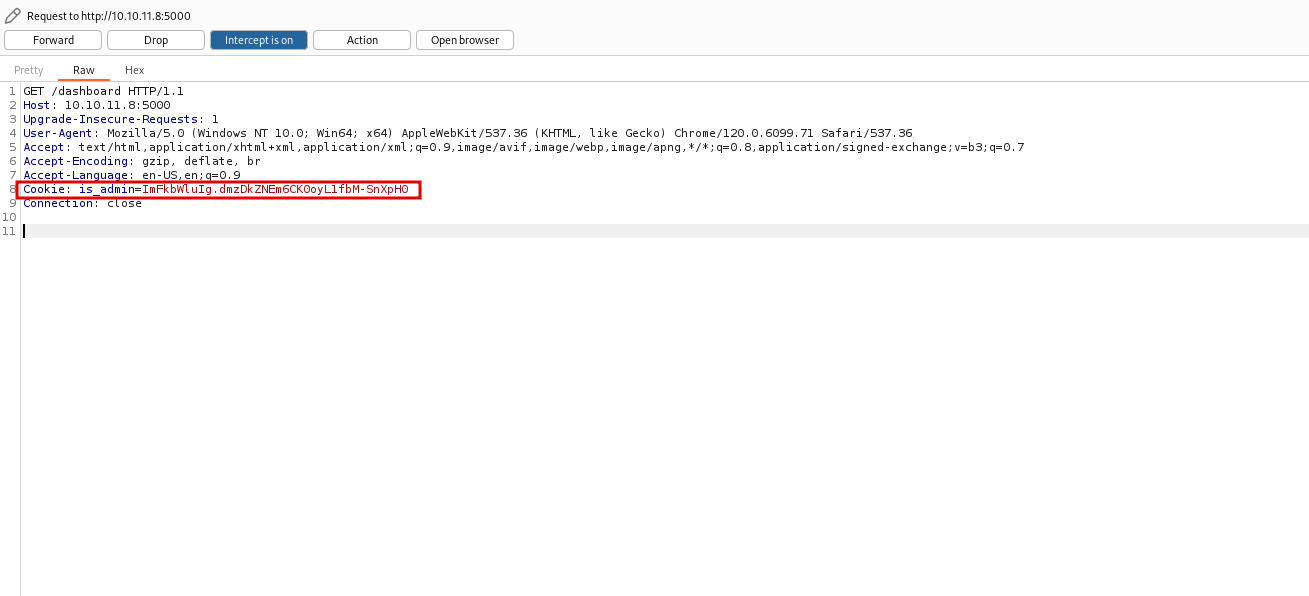 Request to http://10.10.11.8:5000
Forward Drop Intercept is on Action Open browser
Pretty Raw Hex
1 GET /dashboard HTTP/1.1
2 Host: 10.10.11.8:5000
3 Upgrade-Insecure-Requests: 1
4 User-Agent: Mozilla/5.0 (Windows NT 10.0; Win64; x64) AppleWebKit/537.36 (KHTML, like Gecko) Chrome/120.0.6099.71 Safari/537.36
5 Accept: text/html,application/xhtml+xml,application/xml;q=0.9,image/avif,image/webp,image/apng,*/*;q=0.8,application/signed-exchange;v=b3;q=0.7
6 Accept-Encoding: gzip, deflate, br
7 Accept-Language: en-US,en;q=0.9
8 Cookie: is_admin=ImFkbWluIg.dmzDkZNEm6CK0oyL1fbM-SnXpH0
9 Connection: close
10
11